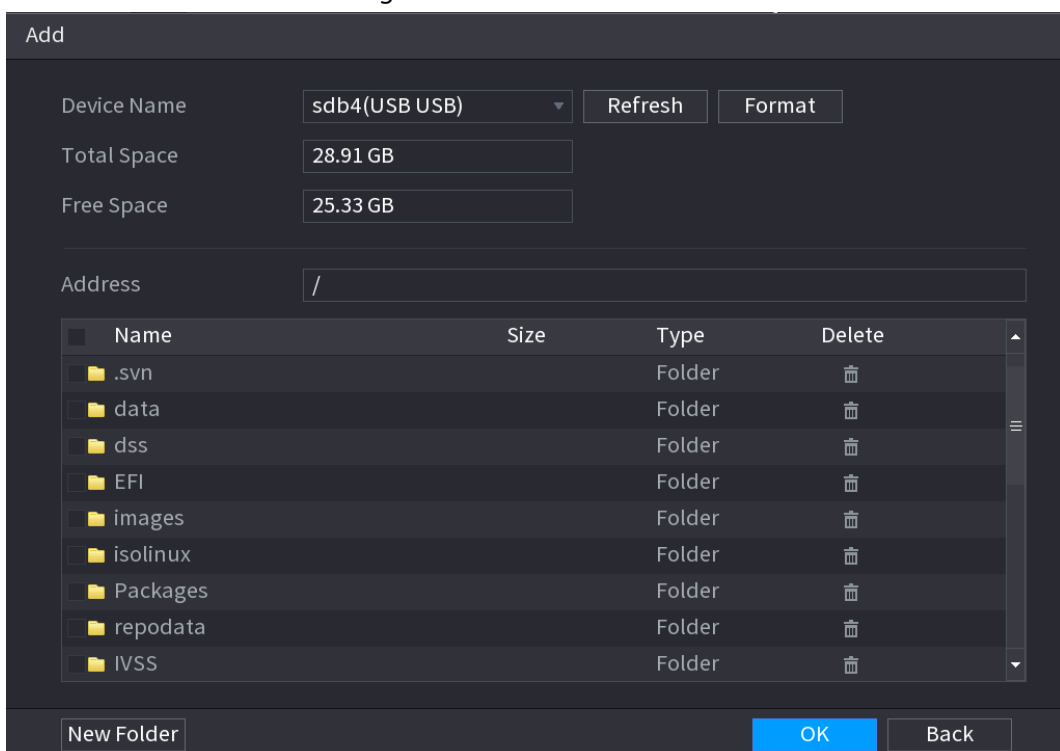 Add
Device Name sdb4(USB USB) Refresh Format
Total Space 28.91 GB
Free Space 25.33 GB
Address /
Name Size Type Delete
.svn Folder
data Folder
dss Folder
EFI Folder
images Folder
isolinux Folder
Packages Folder
repodata Folder
IVSS Folder
New Folder OK Back